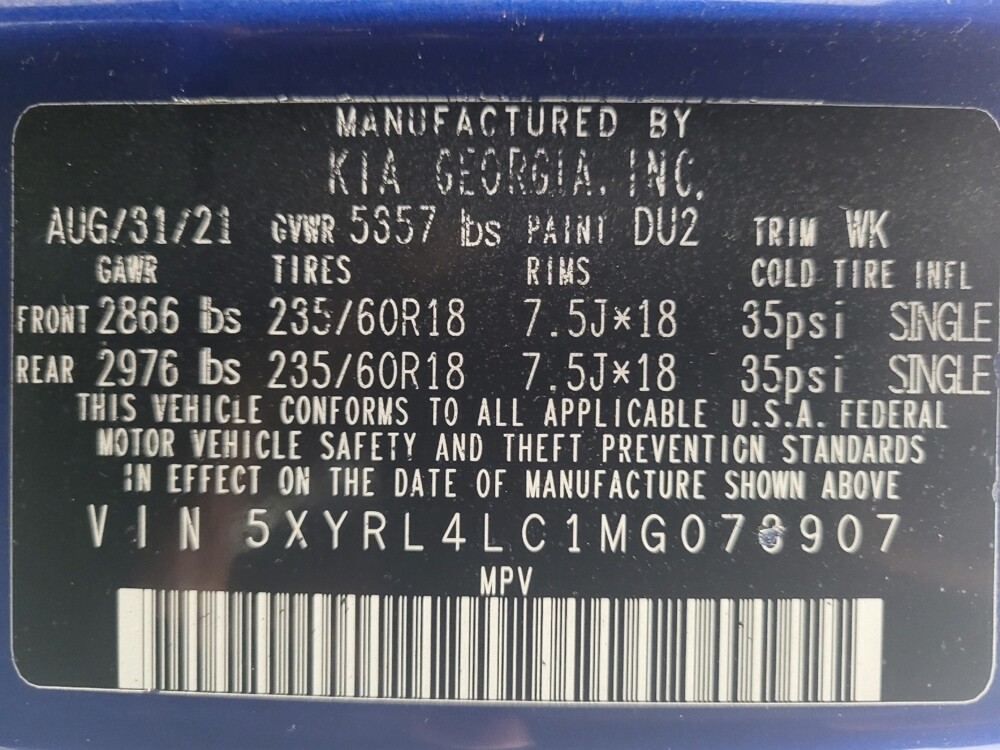 MANUFACTURED BY
KIA GEORGIA, INC.
AUG/31/21 GVWR 5357 lbs PAINT DU2 TRIM WK
GAWR TIRES RIMS COLD TIRE INFL
FRONT 2866 lbs 235/60R18 7.5J*18 35psi SINGLE
REAR 2976 lbs 235/60R18 7.5J*18 35psi SINGLE
THIS VEHICLE CONFORMS TO ALL APPLICABLE U.S.A. FEDERAL
MOTOR VEHICLE SAFETY AND THEFT PREVENTION STANDARDS
IN EFFECT ON THE DATE OF MANUFACTURE SHOWN ABOVE
VIN
MPV